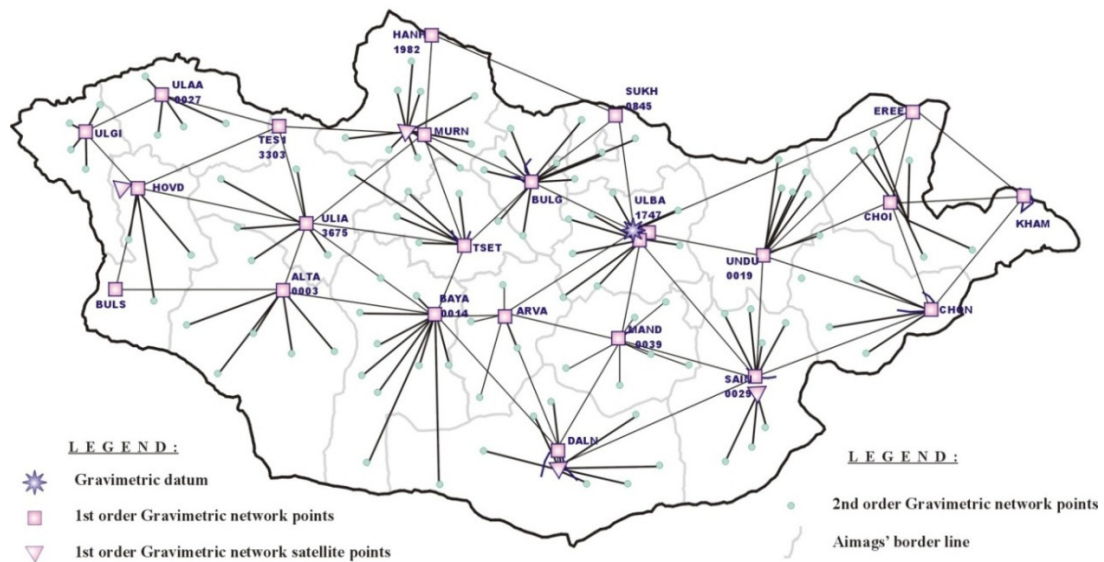 HANH
1982
ULAA
0027
SUKH
0845
EREE
ULGI
TES1
3303
MURN
HOVD
BULG
ULBA
1747
CHOI
KHAM
ULIA
3675
TSET
UNDU
0019
BULS
ALTA
0003
BAYA
0014
ARVA
CHON
MAND
0039
SAIN
0029
DALN
L E G E N D :
Gravimetric datum
1st order Gravimetric network points
1st order Gravimetric network satellite points
L E G E N D :
2nd order Gravimetric network points
Aimags' border line